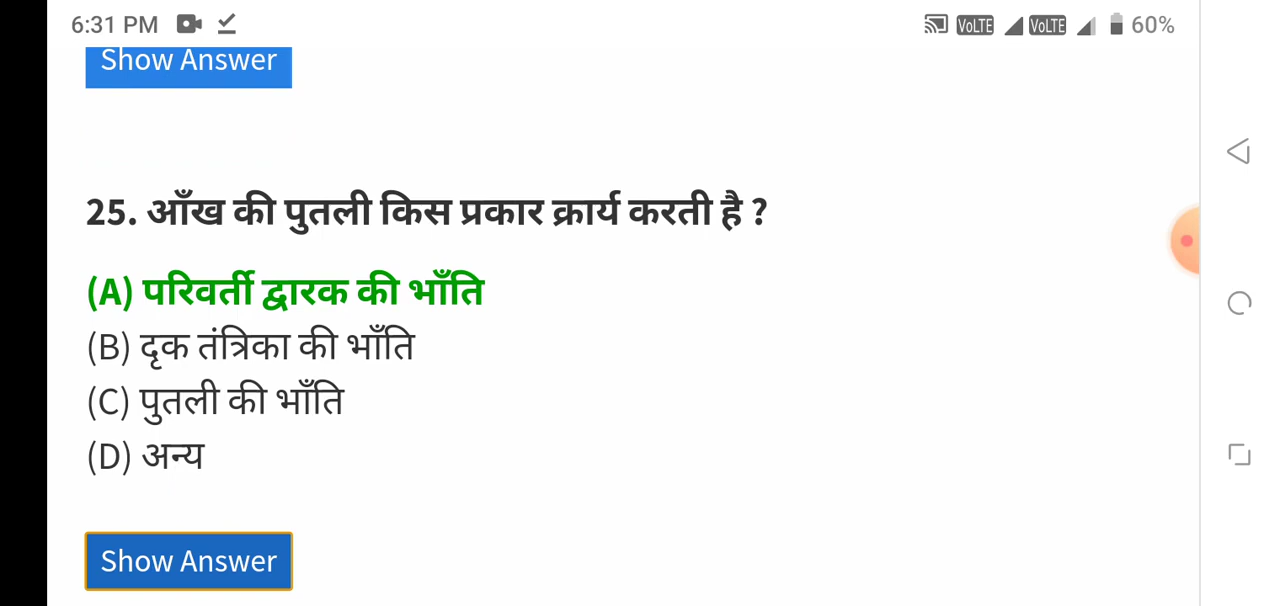 6:31 PM VoLTE VoLTE 60%
Show Answer
25. आँख की पुतली किस प्रकार क्रार्य करती है ?
(A) परिवर्ती द्वारक की भाँति
(B) दृक तंत्रिका की भाँति
(C) पुतली की भाँति
(D) अन्य
Show Answer